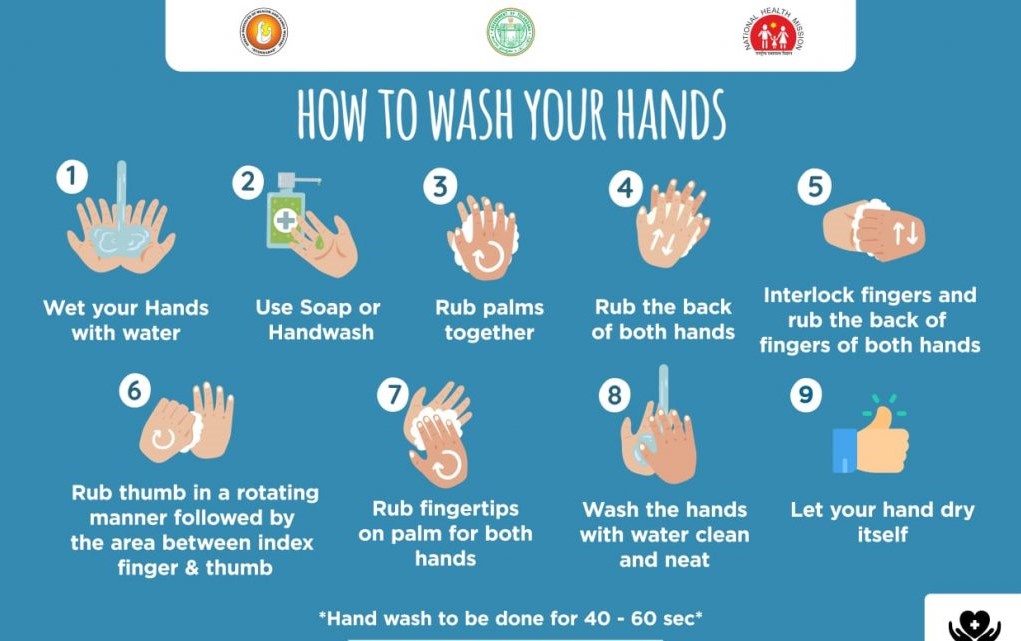 NATIONAL HEALTH MISSION
HOW TO WASH YOUR HANDS
1
Wet your Hands
with water
2
Use Soap or
Handwash
3
Rub palms
together
4
Rub the back
of both hands
5
Interlock fingers and
rub the back of
fingers of both hands
6
Rub thumb in a rotating
manner followed by
the area between index
finger & thumb
7
Rub fingertips
on palm for both
hands
8
Wash the hands
with water clean
and neat
9
Let your hand dry
itself
*Hand wash to be done for 40 - 60 sec*